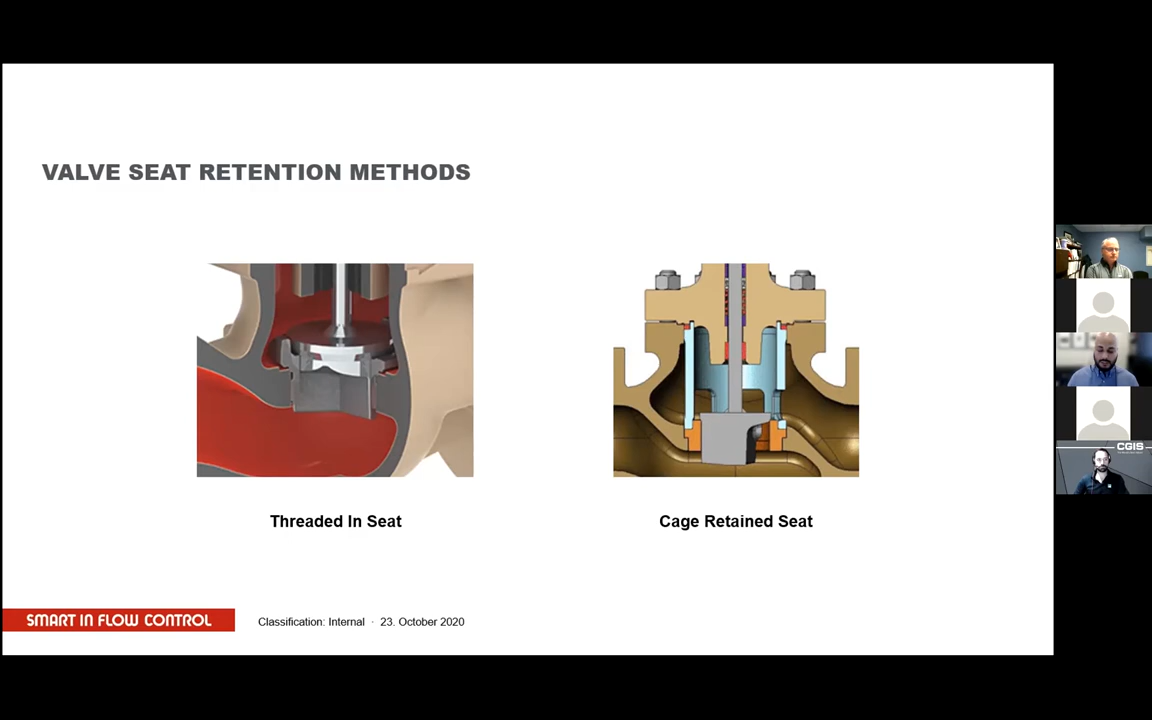 VALVE SEAT RETENTION METHODS
Threaded In Seat
Cage Retained Seat
SMART IN FLOW CONTROL
Classification: Internal · 23. October 2020
CGIS